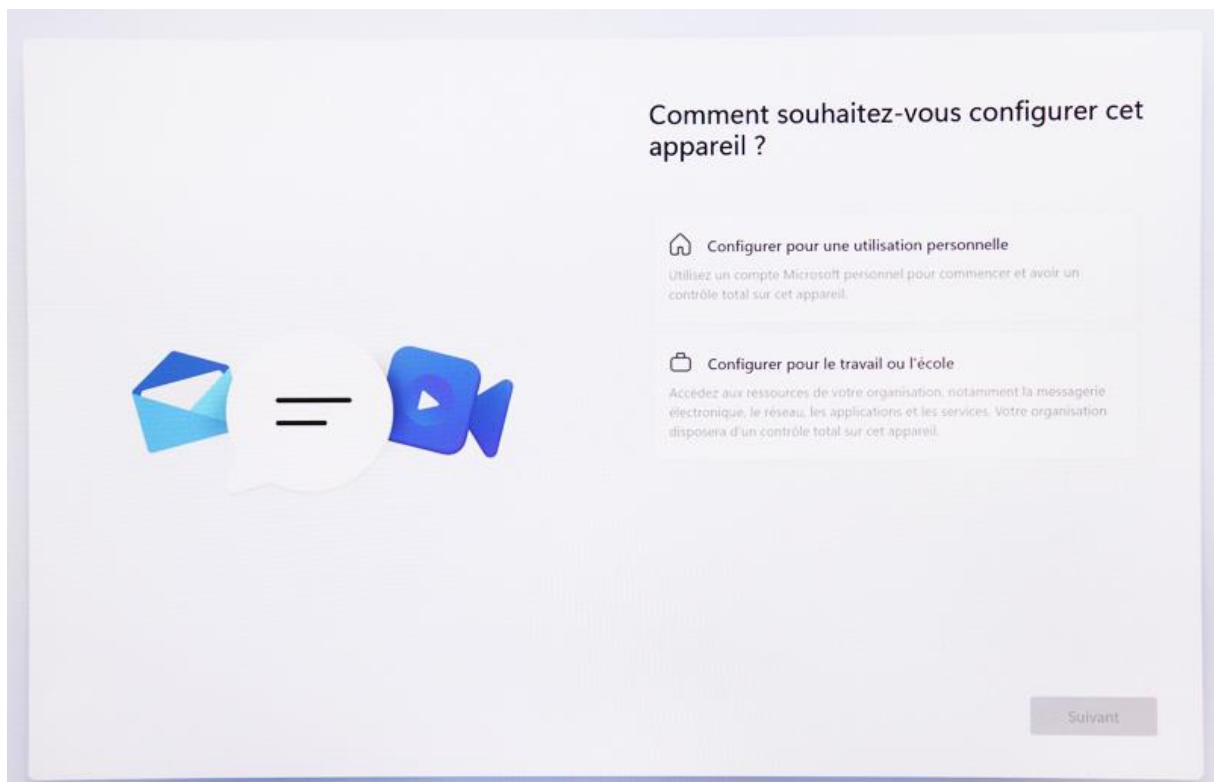 Comment souhaitez-vous configurer cet
appareil ?
Configurer pour une utilisation personnelle
Utilisez un compte Microsoft personnel pour commencer et avoir un
contrôle total sur cet appareil.
Configurer pour le travail ou l'école
Accédez aux ressources de votre organisation, notamment la messagerie
électronique, le réseau, les applications et les services. Votre organisation
disposera d'un contrôle total sur cet appareil.
Suivant